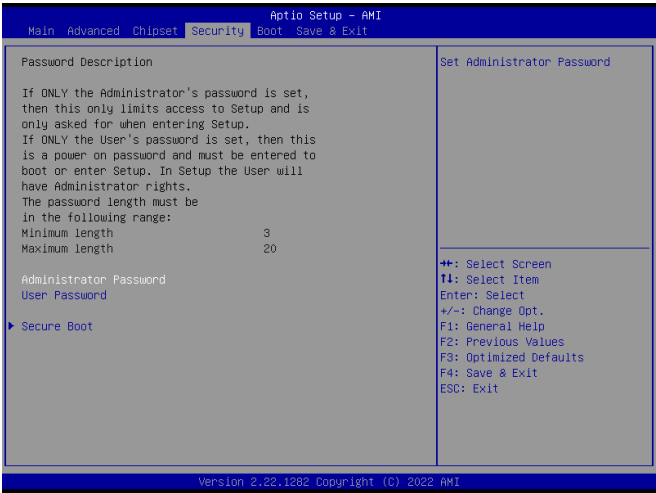 Aptio Setup – AMI
Main Advanced Chipset Security Boot Save & Exit
Password Description
If ONLY the Administrator's password is set,
then this only limits access to Setup and is
only asked for when entering Setup.
If ONLY the User's password is set, then this
is a power on password and must be entered to
boot or enter Setup. In Setup the User will
have Administrator rights.
The password length must be
in the following range:
Minimum length 3
Maximum length 20
Administrator Password
User Password
Secure Boot
Set Administrator Password
→←: Select Screen
↑↓: Select Item
Enter: Select
+/-: Change Opt.
F1: General Help
F2: Previous Values
F3: Optimized Defaults
F4: Save & Exit
ESC: Exit
Version 2.22.1282 Copyright (C) 2022 AMI